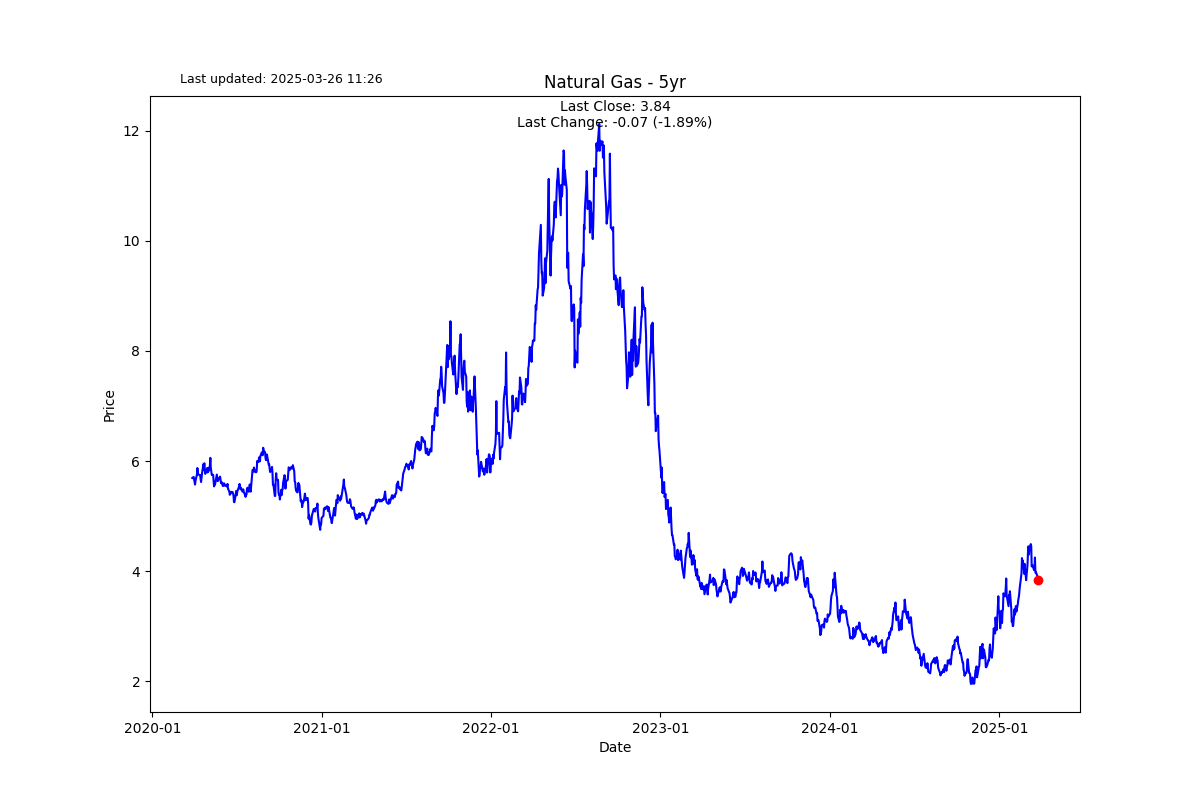 Last updated: 2025-03-26 11:26
Natural Gas - 5yr
Last Close: 3.84
Last Change: -0.07 (-1.89%)
12
10
8
6
4
2
Price
2020-01
2021-01
2022-01
2023-01
2024-01
2025-01
Date